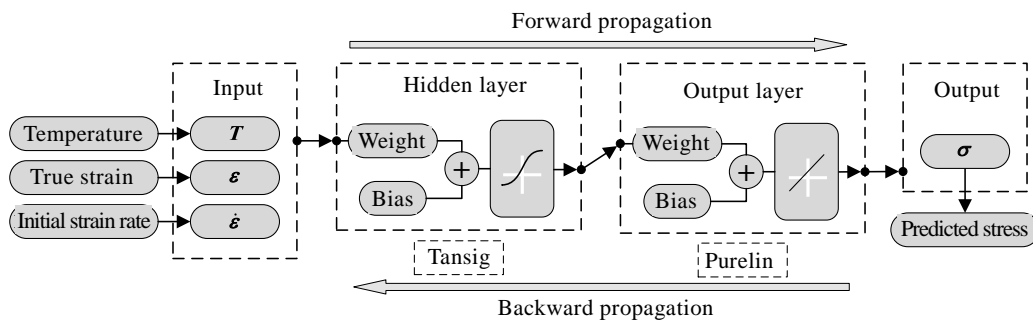 Forward propagation
Input
Hidden layer
Output layer
Output
Temperature
T
Weight
Weight
σ
True strain
ε
+
+
Bias
Bias
Initial strain rate
ε̇
Predicted stress
Tansig
Purelin
Backward propagation